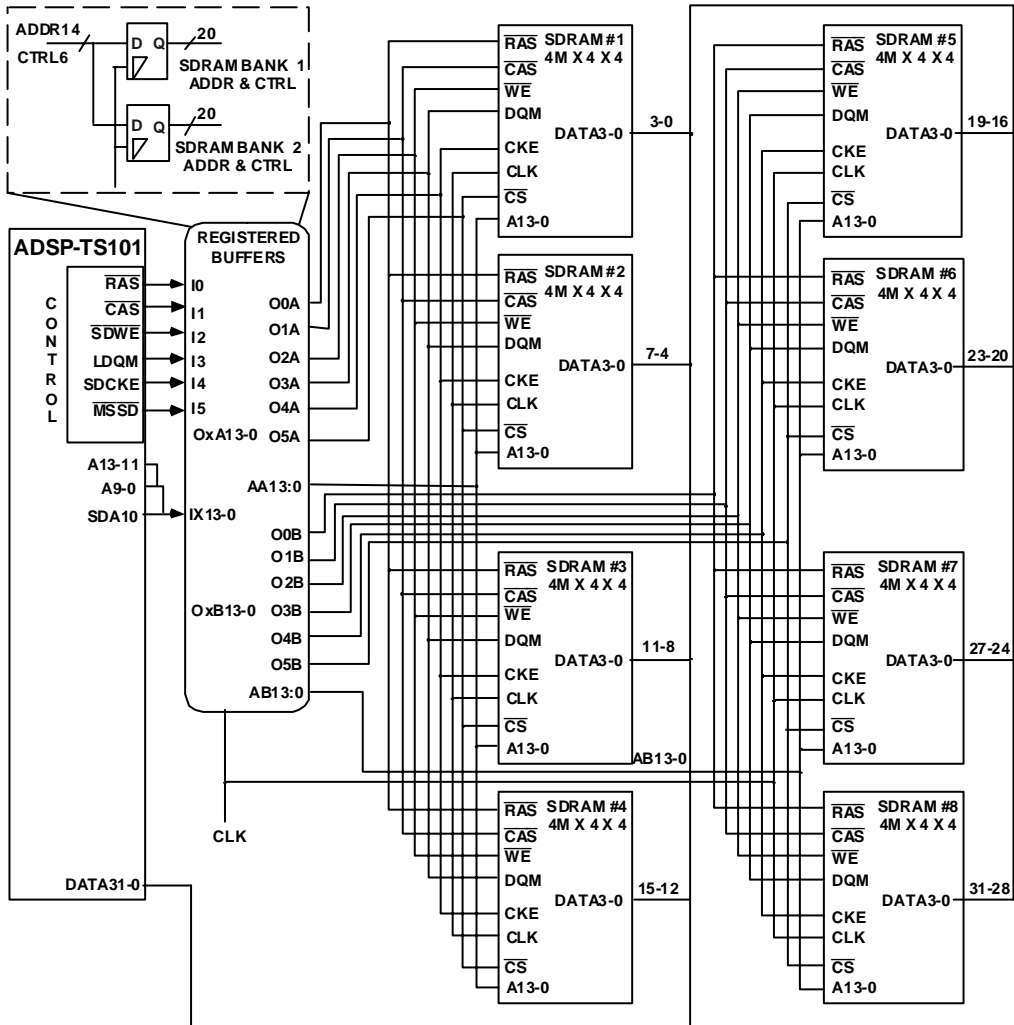 ADDR14
CTRL6
D Q
20
SDRAM BANK 1
ADDR & CTRL
D Q
20
SDRAM BANK 2
ADDR & CTRL
ADSP-TS101
CONTROL
RAS
CAS
SDWE
LDQM
SDCKE
MSSD
A13-11
A9-0
SDA10
DATA31-0
REGISTERED
BUFFERS
I0
I1
I2
I3
I4
I5
OxA13-0
IX13-0
OxB13-0
O0A
O1A
O2A
O3A
O4A
O5A
AA13:0
O0B
O1B
O2B
O3B
O4B
O5B
AB13:0
CLK
RAS SDRAM #1
4M X 4 X 4
CAS
WE
DQM
DATA3-0
CKE
CLK
CS
A13-0
3-0
RAS SDRAM #2
4M X 4 X 4
CAS
WE
DQM
DATA3-0
CKE
CLK
CS
A13-0
7-4
RAS SDRAM #3
4M X 4 X 4
CAS
WE
DQM
DATA3-0
CKE
CLK
CS
A13-0
11-8
AB13-0
RAS SDRAM #4
4M X 4 X 4
CAS
WE
DQM
DATA3-0
CKE
CLK
CS
A13-0
15-12
RAS SDRAM #5
4M X 4 X 4
CAS
WE
DQM
DATA3-0
CKE
CLK
CS
A13-0
19-16
RAS SDRAM #6
4M X 4 X 4
CAS
WE
DQM
DATA3-0
CKE
CLK
CS
A13-0
23-20
RAS SDRAM #7
4M X 4 X 4
CAS
WE
DQM
DATA3-0
CKE
CLK
CS
A13-0
27-24
RAS SDRAM #8
4M X 4 X 4
CAS
WE
DQM
DATA3-0
CKE
CLK
CS
A13-0
31-28